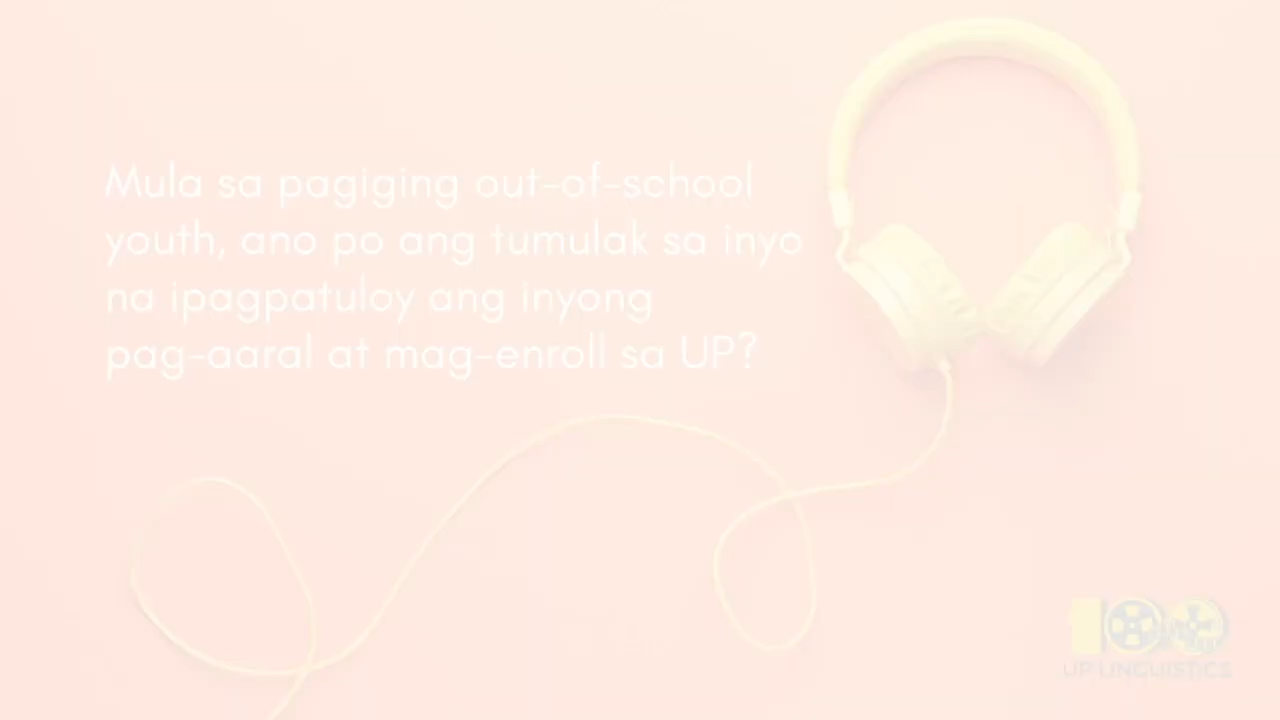 Mula sa pagiging out-of-school
youth, ano po ang tumulak sa inyo
na ipagpatuloy ang inyong
pag-aaral at mag-enroll sa UP?
100
UP LINGUISTICS